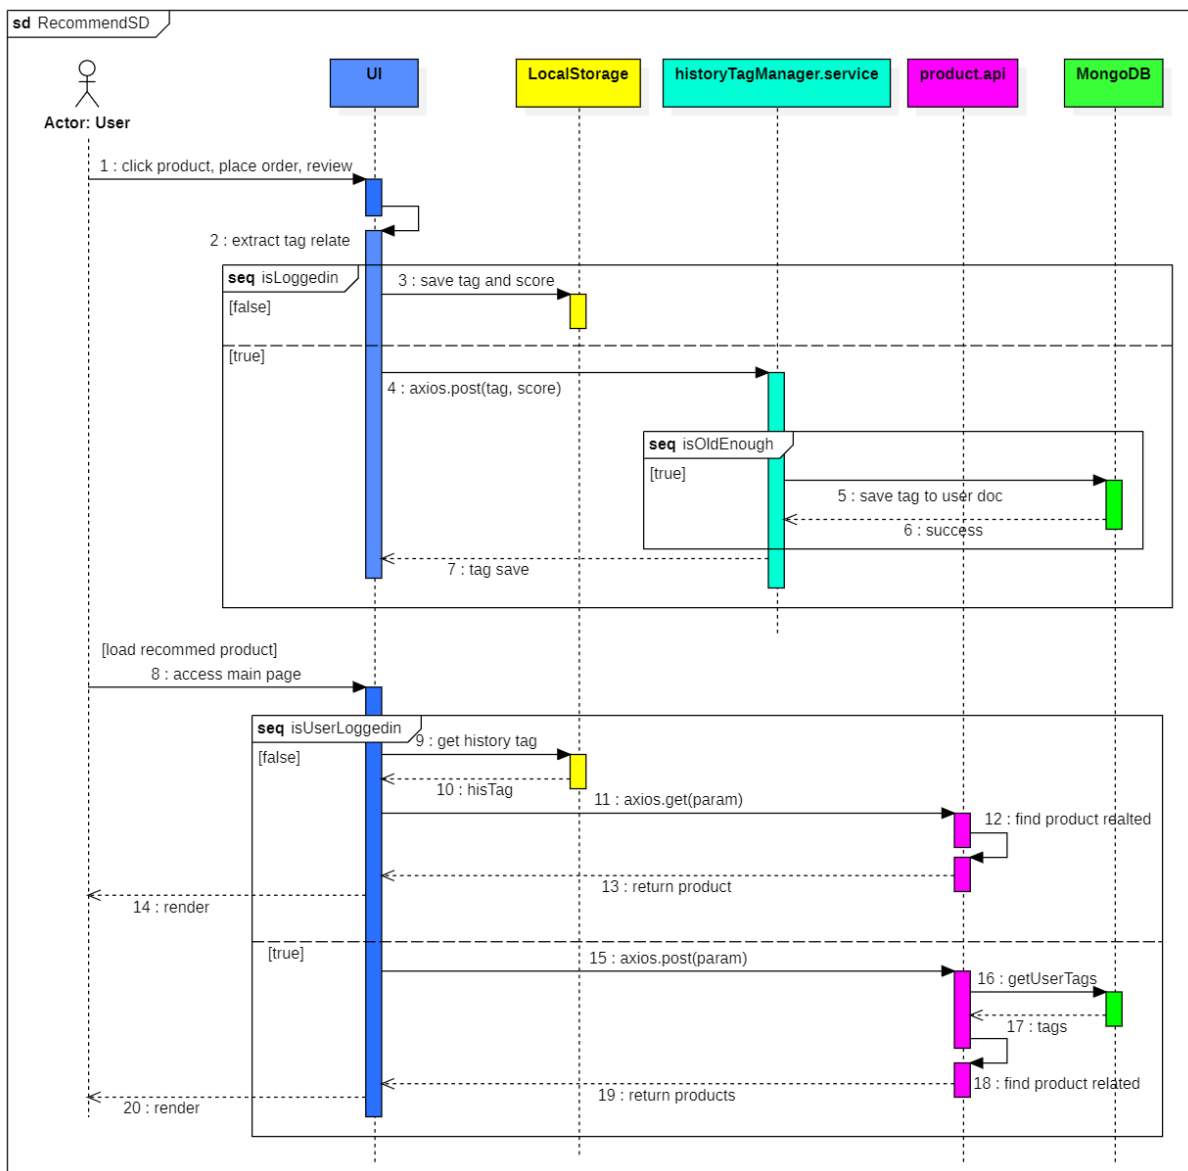 sd RecommendSD
Actor: User
UI
LocalStorage
historyTagManager.service
product.api
MongoDB
1 : click product, place order, review
2 : extract tag relate
seq isLoggedin
3 : save tag and score
[false]
[true]
4 : axios.post(tag, score)
seq isOldEnough
[true]
5 : save tag to user doc
6 : success
7 : tag save
[load recommed product]
8 : access main page
seq isUserLoggedin
9 : get history tag
[false]
10 : hisTag
11 : axios.get(param)
12 : find product realted
13 : return product
14 : render
[true]
15 : axios.post(param)
16 : getUserTags
17 : tags
18 : find product related
19 : return products
20 : render